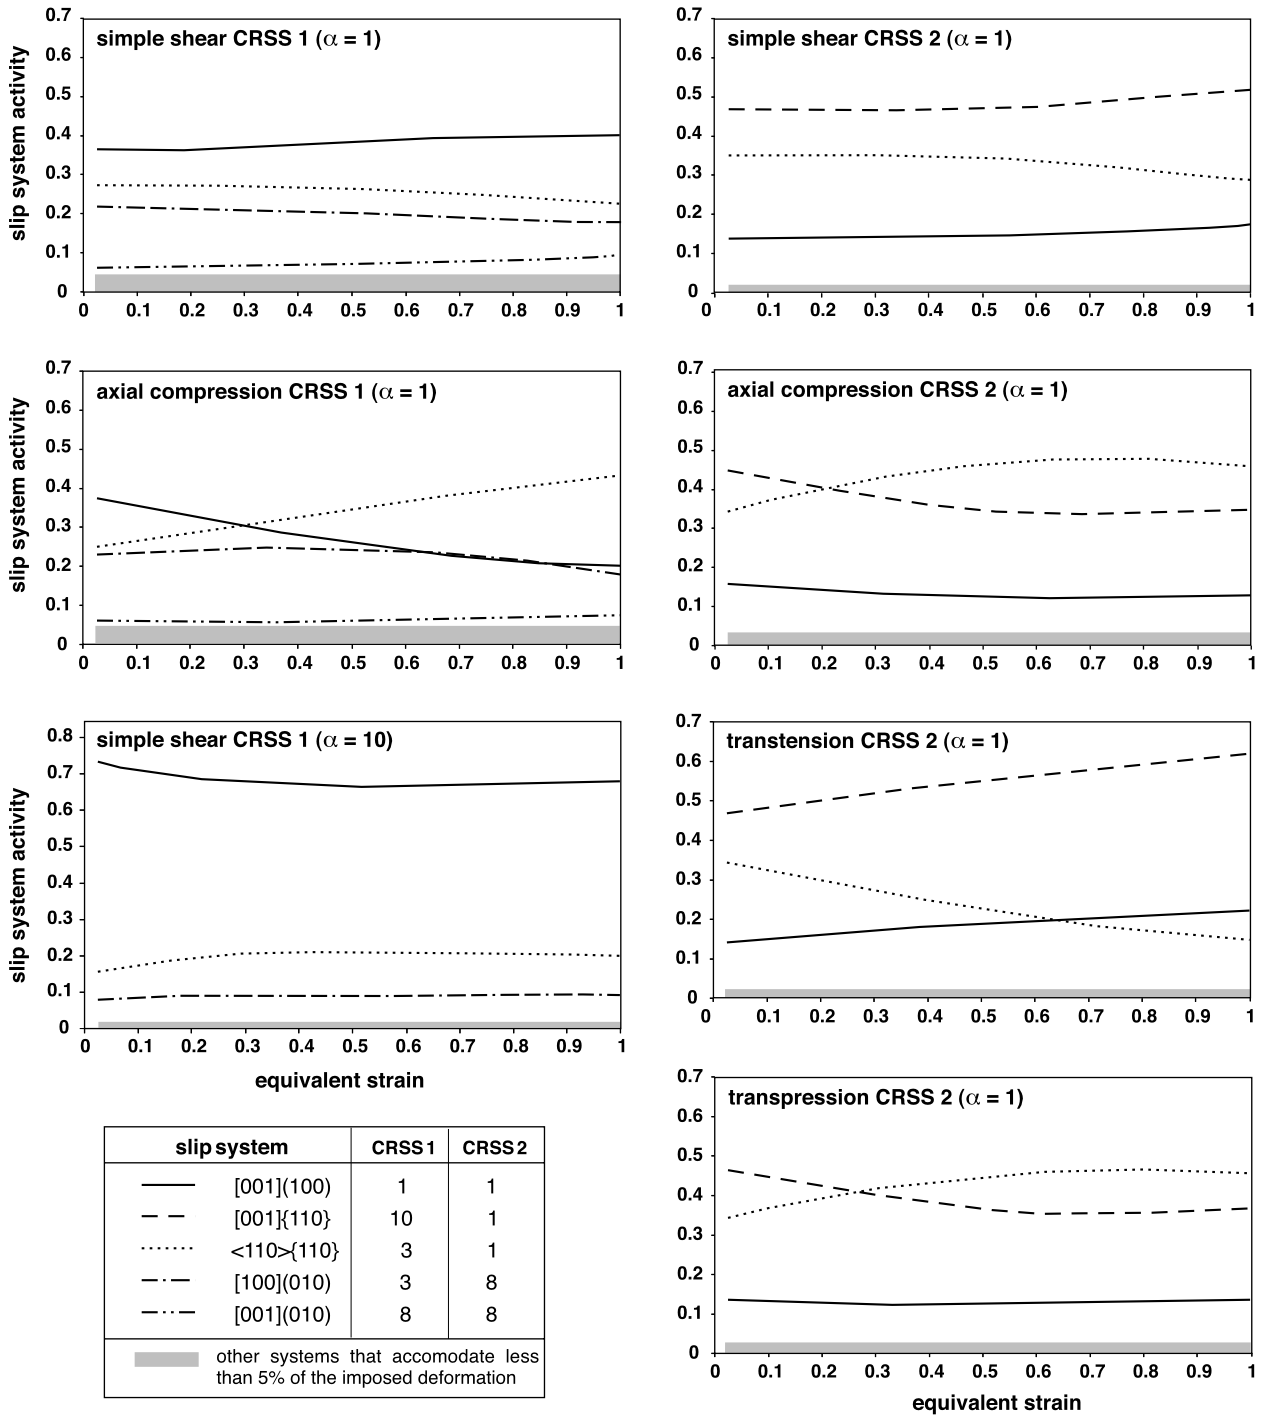 simple shear CRSS 1 (α = 1)
slip system activity
0.7
0.6
0.5
0.4
0.3
0.2
0.1
0
0 0.1 0.2 0.3 0.4 0.5 0.6 0.7 0.8 0.9 1
simple shear CRSS 2 (α = 1)
0.7
0.6
0.5
0.4
0.3
0.2
0.1
0
0 0.1 0.2 0.3 0.4 0.5 0.6 0.7 0.8 0.9 1
axial compression CRSS 1 (α = 1)
slip system activity
0.7
0.6
0.5
0.4
0.3
0.2
0.1
0
0 0.1 0.2 0.3 0.4 0.5 0.6 0.7 0.8 0.9 1
axial compression CRSS 2 (α = 1)
0.7
0.6
0.5
0.4
0.3
0.2
0.1
0
0 0.1 0.2 0.3 0.4 0.5 0.6 0.7 0.8 0.9 1
simple shear CRSS 1 (α = 10)
slip system activity
0.8
0.7
0.6
0.5
0.4
0.3
0.2
0.1
0
0 0.1 0.2 0.3 0.4 0.5 0.6 0.7 0.8 0.9 1
equivalent strain
transtension CRSS 2 (α = 1)
0.7
0.6
0.5
0.4
0.3
0.2
0.1
0
0 0.1 0.2 0.3 0.4 0.5 0.6 0.7 0.8 0.9 1
transpression CRSS 2 (α = 1)
0.7
0.6
0.5
0.4
0.3
0.2
0.1
0
0 0.1 0.2 0.3 0.4 0.5 0.6 0.7 0.8 0.9 1
equivalent strain
slip system CRSS 1 CRSS 2
[001](100) 1 1
[001]{110} 10 1
<110>{110} 3 1
[100](010) 3 8
[001](010) 8 8
other systems that accomodate less
than 5% of the imposed deformation